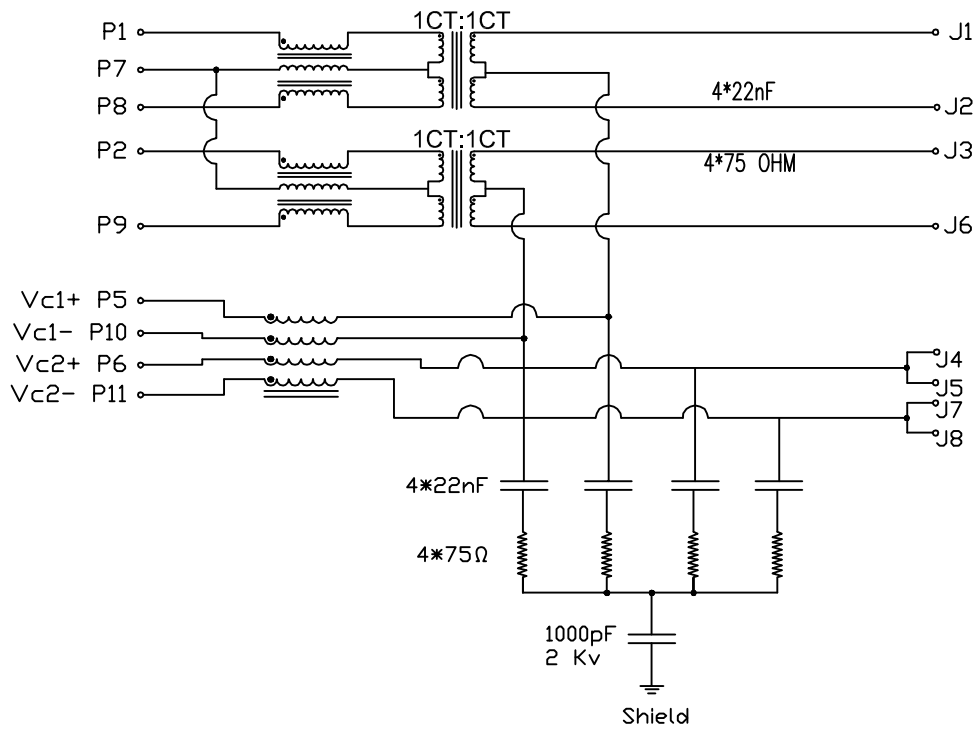 1CT:1CT
P1
J1
P7
4*22nF
P8
J2
1CT:1CT
P2
J3
4*75 OHM
P9
J6
Vc1+ P5
Vc1- P10
Vc2+ P6
J4
Vc2- P11
J5
J7
J8
4*22nF
4*75Ω
1000pF
2 Kv
Shield